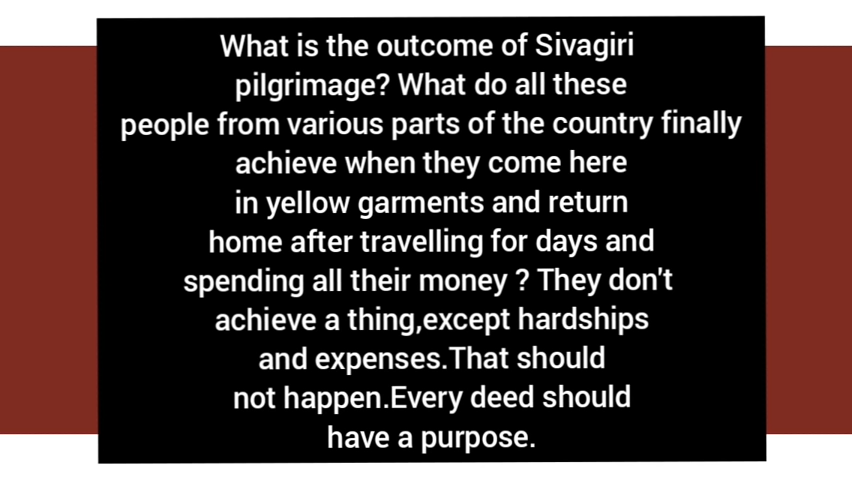 What is the outcome of Sivagiri
pilgrimage? What do all these
people from various parts of the country finally
achieve when they come here
in yellow garments and return
home after travelling for days and
spending all their money ? They don't
achieve a thing,except hardships
and expenses.That should
not happen.Every deed should
have a purpose.